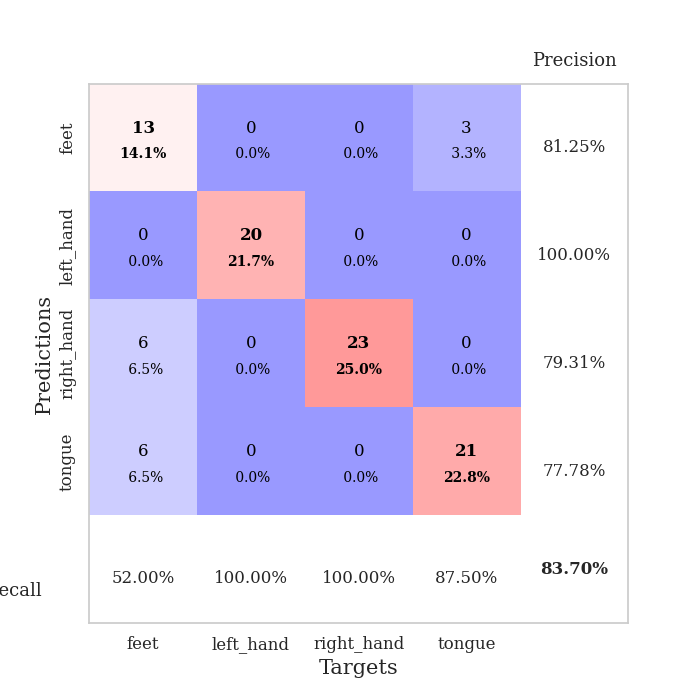 Precision
feet 13 0 0 3 81.25%
14.1% 0.0% 0.0% 3.3%
left_hand 0 20 0 0 100.00%
0.0% 21.7% 0.0% 0.0%
Predictions
right_hand 6 0 23 0 79.31%
6.5% 0.0% 25.0% 0.0%
tongue 6 0 0 21 77.78%
6.5% 0.0% 0.0% 22.8%
ecall 52.00% 100.00% 100.00% 87.50% 83.70%
feet left_hand right_hand tongue
Targets